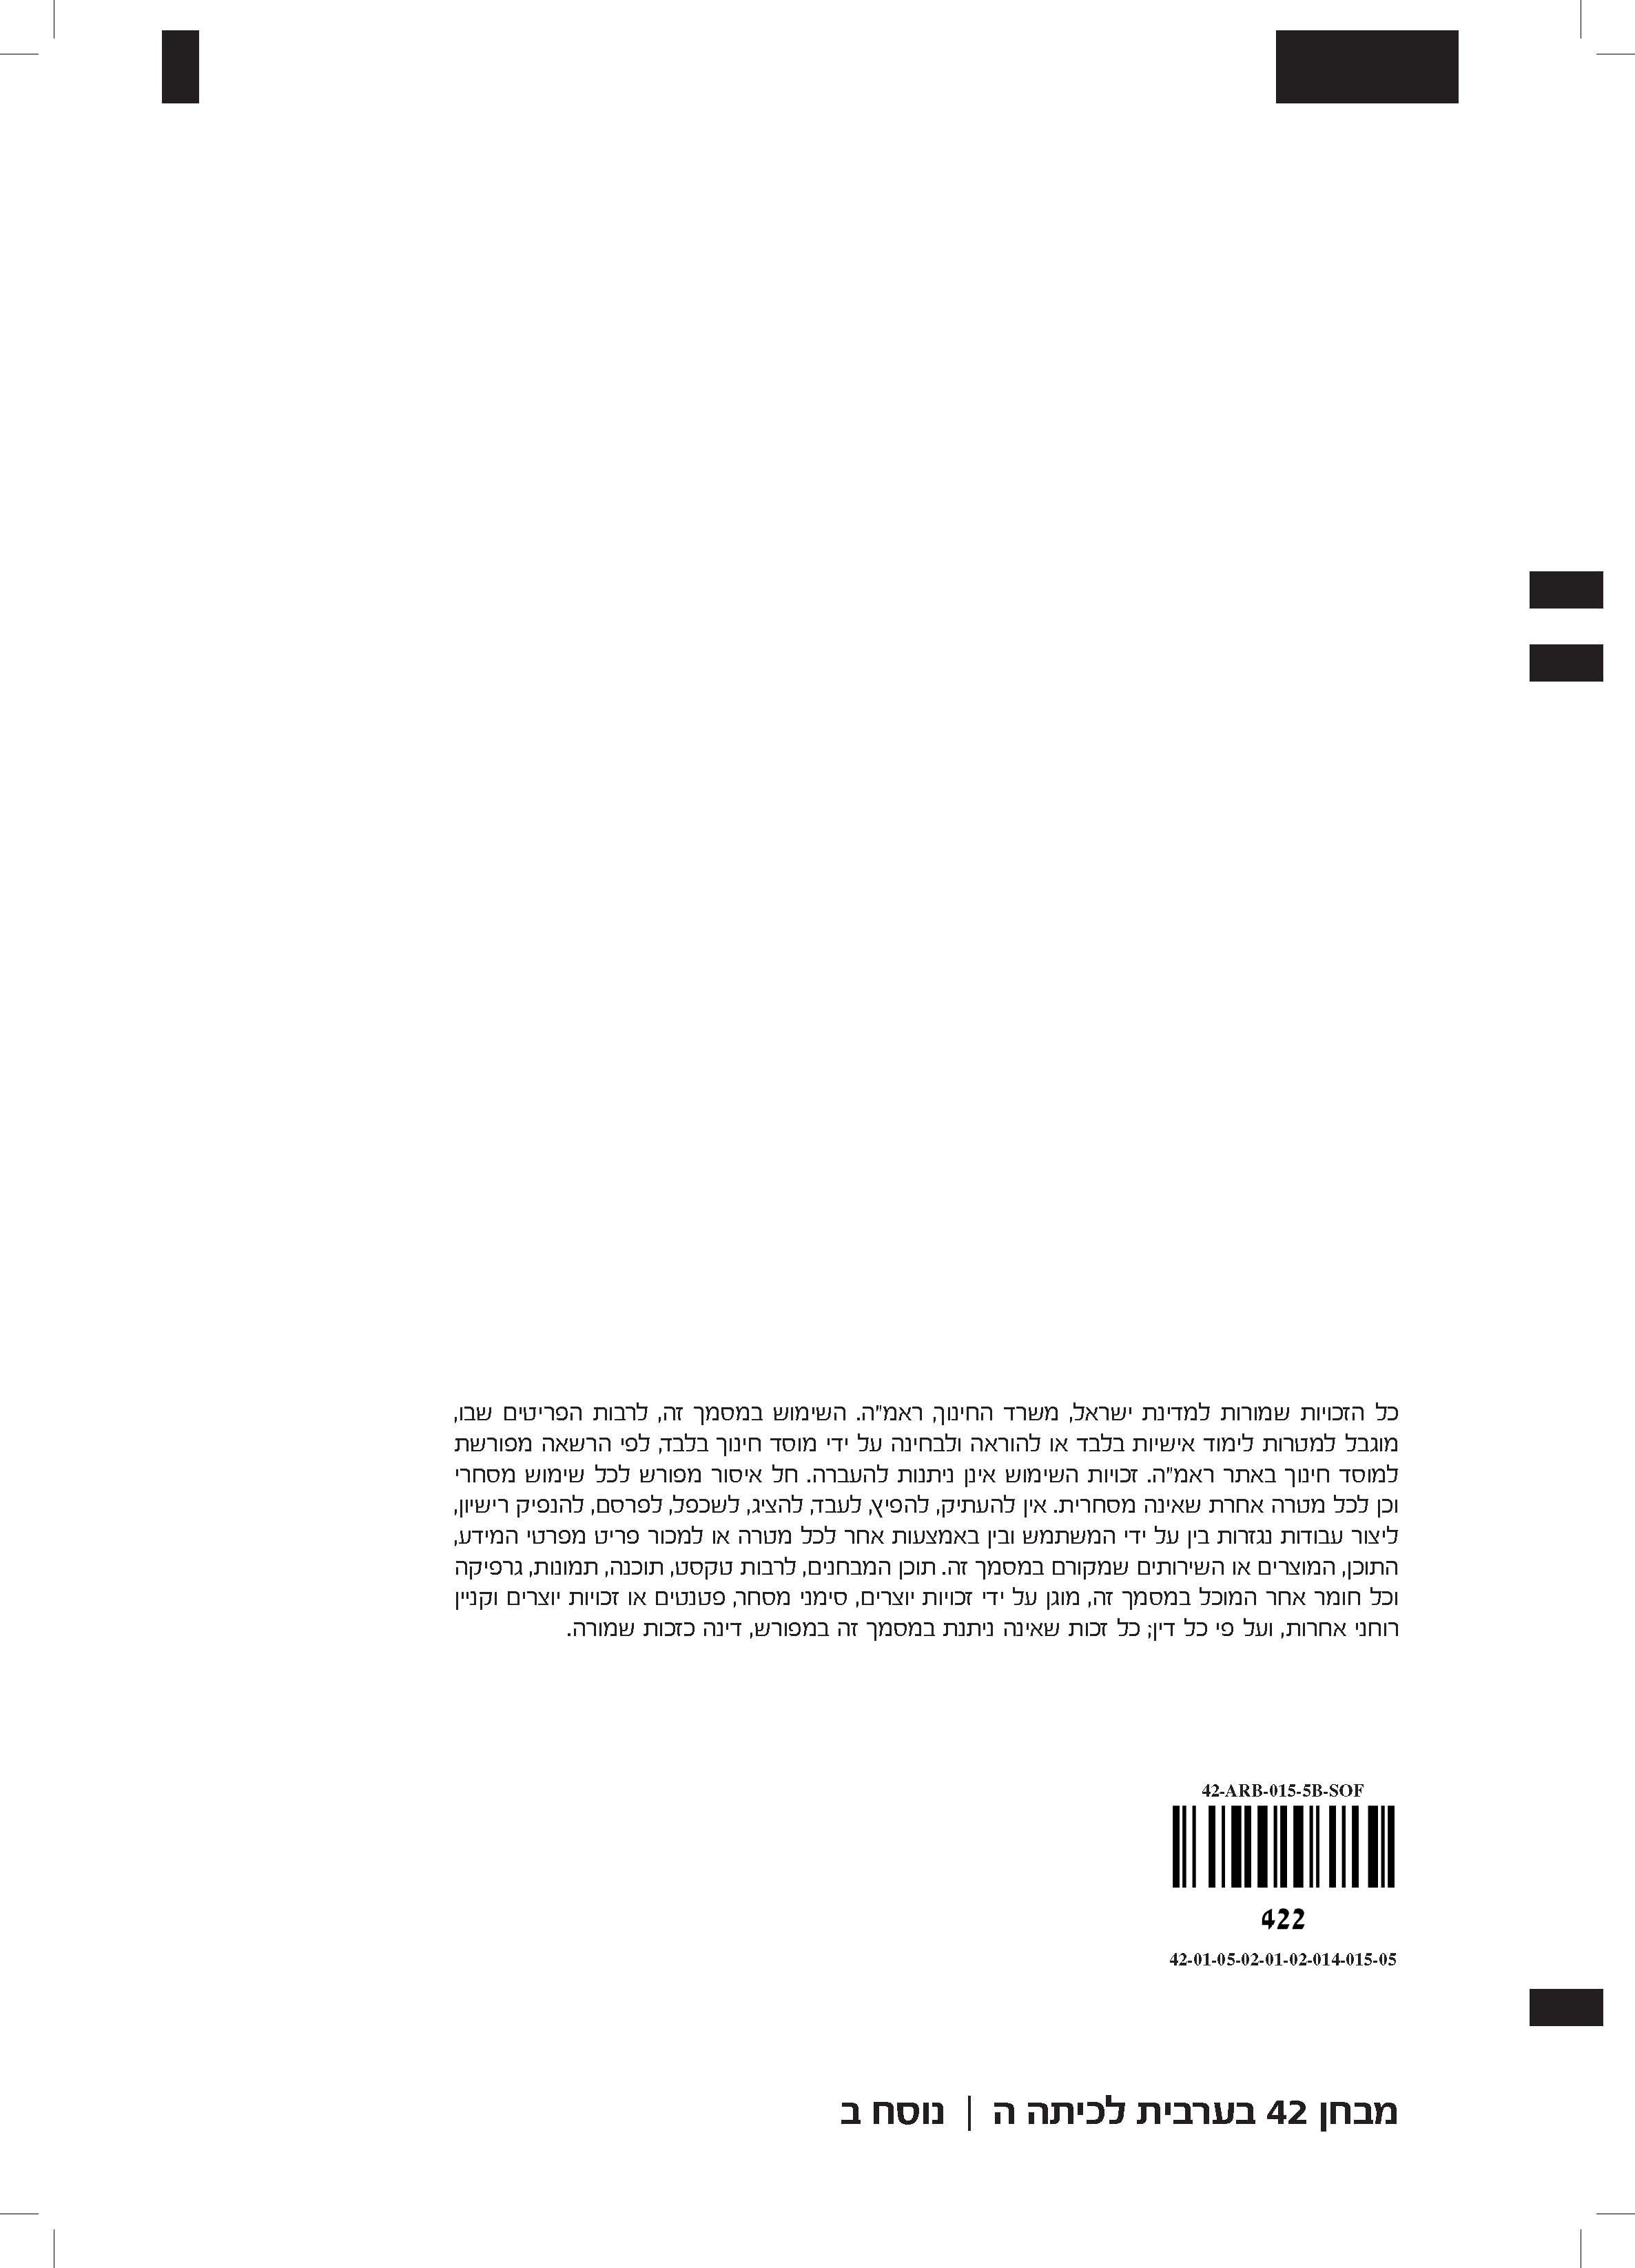 כל הזכויות שמורות למדינת ישראל, משרד החינוך, ראמ"ה. השימוש במסמך זה, לרבות הפריטים שבו,
מוגבל למטרות לימוד אישיות בלבד או להוראה ולבחינה על ידי מוסד חינוך בלבד, לפי הרשאה מפורשת
למוסד חינוך באתר ראמ"ה. זכויות השימוש אינן ניתנות להעברה. חל איסור מפורש לכל שימוש מסחרי
וכן לכל מטרה אחרת שאינה מסחרית. אין להעתיק, להפיץ, לעבד, להציג, לשכפל, לפרסם, להנפיק רישיון,
ליצור עבודות נגזרות בין על ידי המשתמש ובין באמצעות אחר לכל מטרה או למכור פריט מפרטי המידע,
התוכן, המוצרים או השירותים שמקורם במסמך זה. תוכן המבחנים, לרבות טקסט, תוכנה, תמונות, גרפיקה
וכל חומר אחר המוכל במסמך זה, מוגן על ידי זכויות יוצרים, סימני מסחר, פטנטים או זכויות יוצרים וקניין
רוחני אחרות, ועל פי כל דין; כל זכות שאינה ניתנת במסמך זה במפורש, דינה כזכות שמורה.
42-ARB-015-5B-SOF
422
42-01-05-02-01-02-014-015-05
מבחן 42 בערבית לכיתה ה | נוסח ב